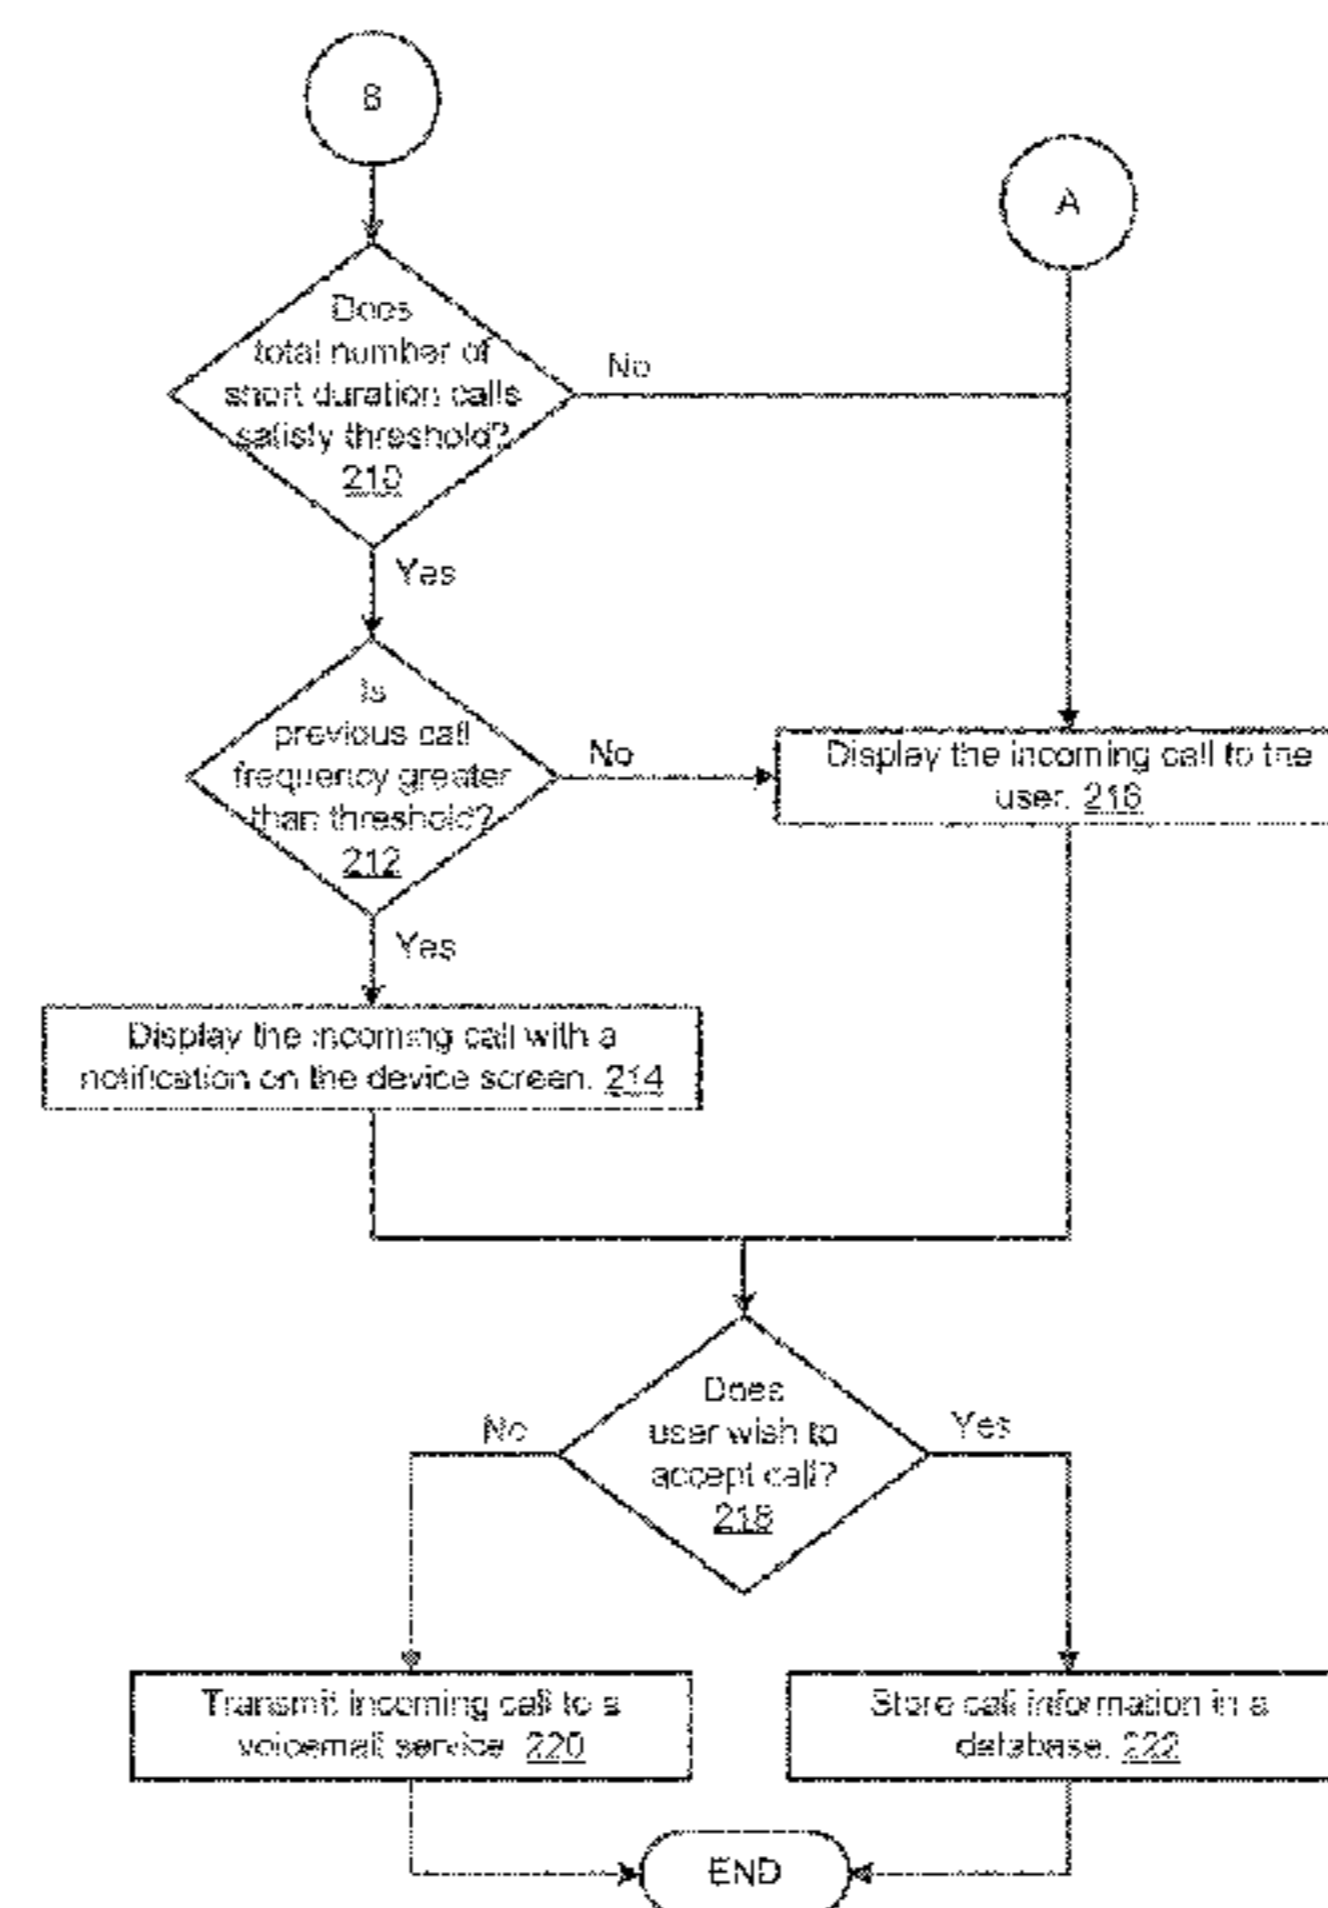 B
A
Does
total number of
short duration calls
satisfy threshold?
210
No
Yes
Is
previous call
frequency greater
than threshold?
212
No
Display the incoming call to the
user. 216
Yes
Display the incoming call with a
notification on the device screen. 214
Does
user wish to
accept call?
218
No
Yes
Transmit incoming call to a
voicemail service. 220
Store call information in a
database. 222
END